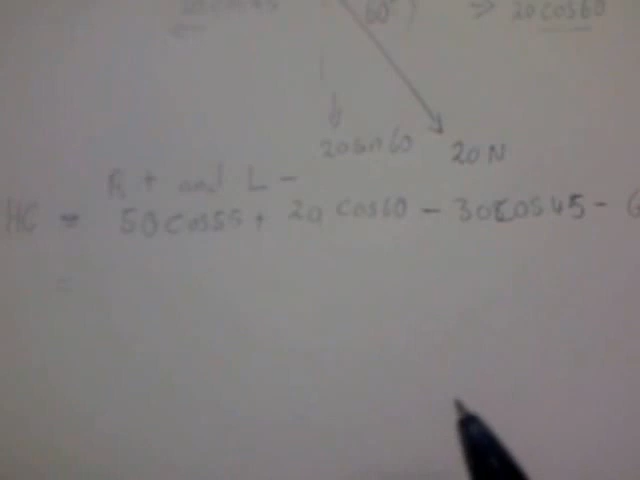 60°) => 20cos60
20sin60 20N
R + and L -
HC = 50cos55 + 20cos60 - 30cos45 -
=